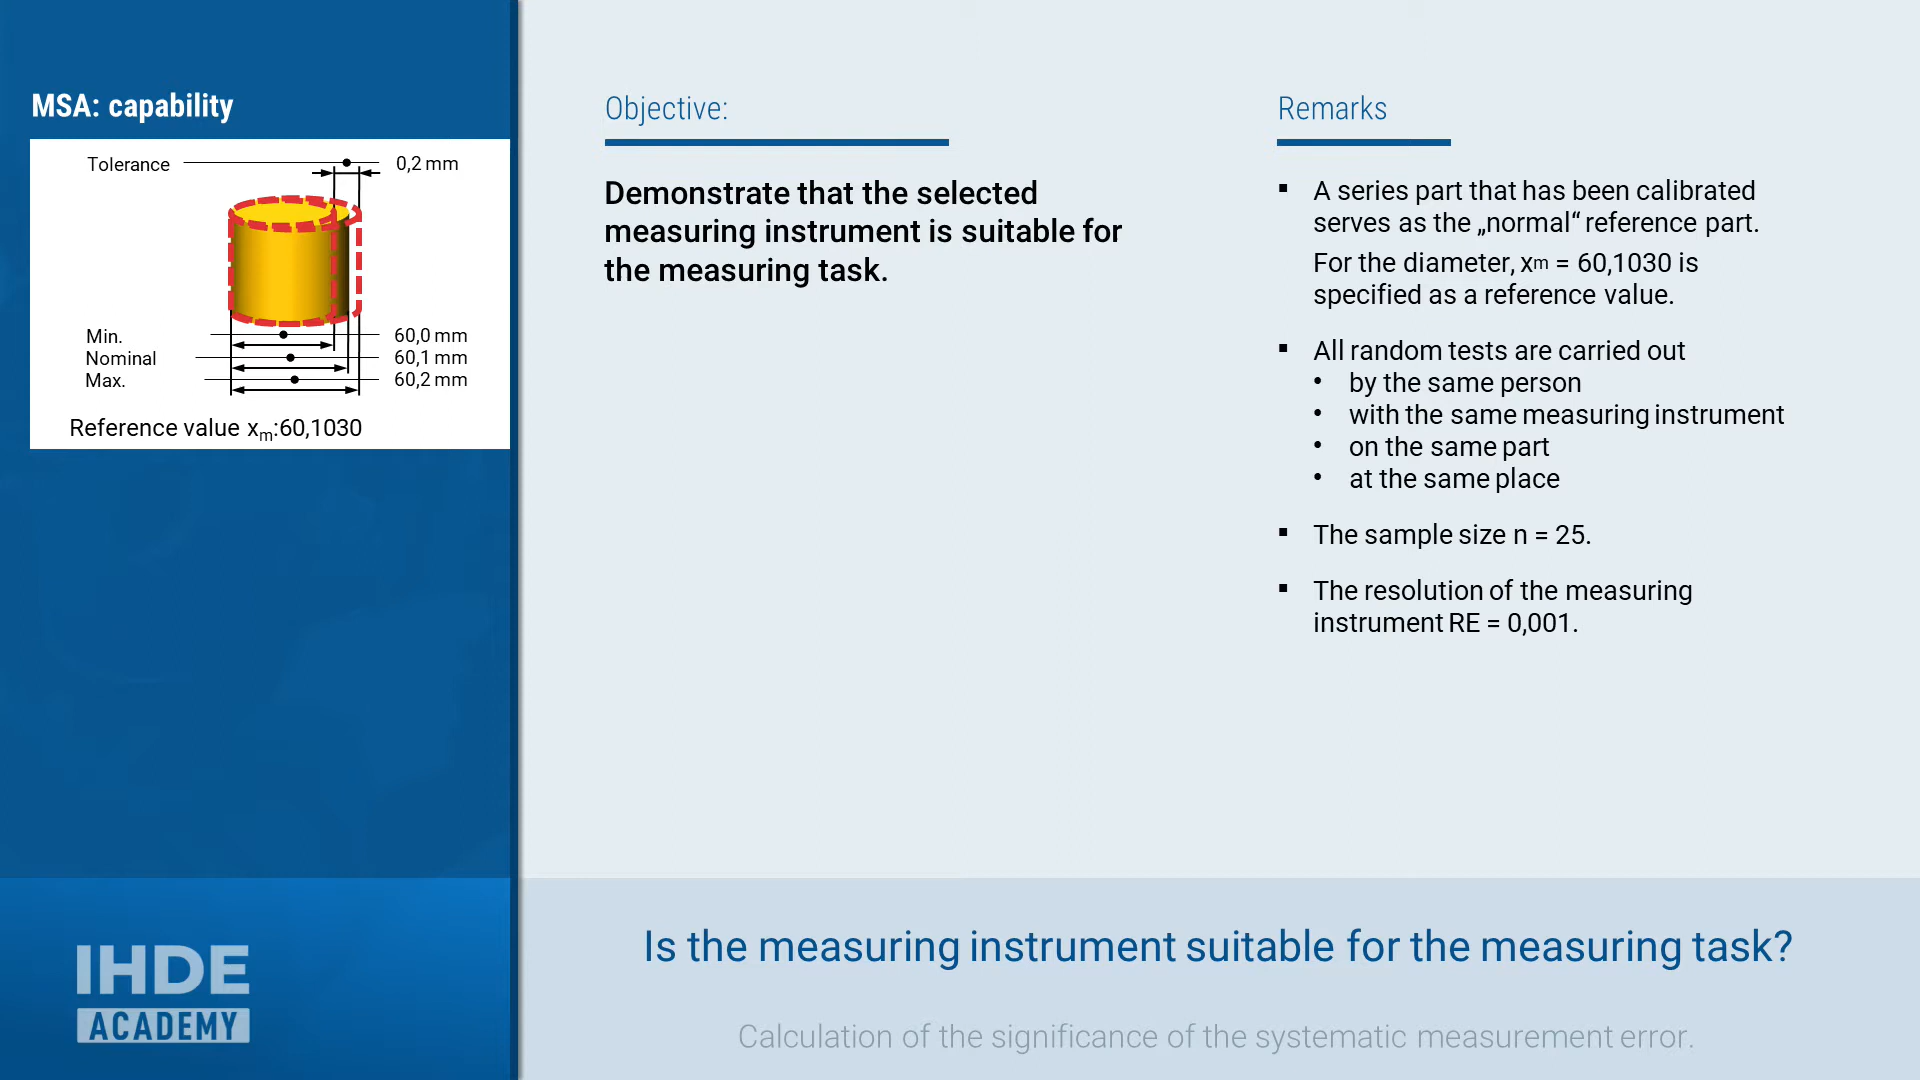 MSA: capability
Tolerance 0,2 mm
Min. 60,0 mm
Nominal 60,1 mm
Max. 60,2 mm
Reference value xm:60,1030
Objective:
Demonstrate that the selected
measuring instrument is suitable for
the measuring task.
Remarks
▪ A series part that has been calibrated
serves as the „normal“ reference part.
For the diameter, xm = 60,1030 is
specified as a reference value.
▪ All random tests are carried out
• by the same person
• with the same measuring instrument
• on the same part
• at the same place
▪ The sample size n = 25.
▪ The resolution of the measuring
instrument RE = 0,001.
IHDE
ACADEMY
Is the measuring instrument suitable for the measuring task?
Calculation of the significance of the systematic measurement error.